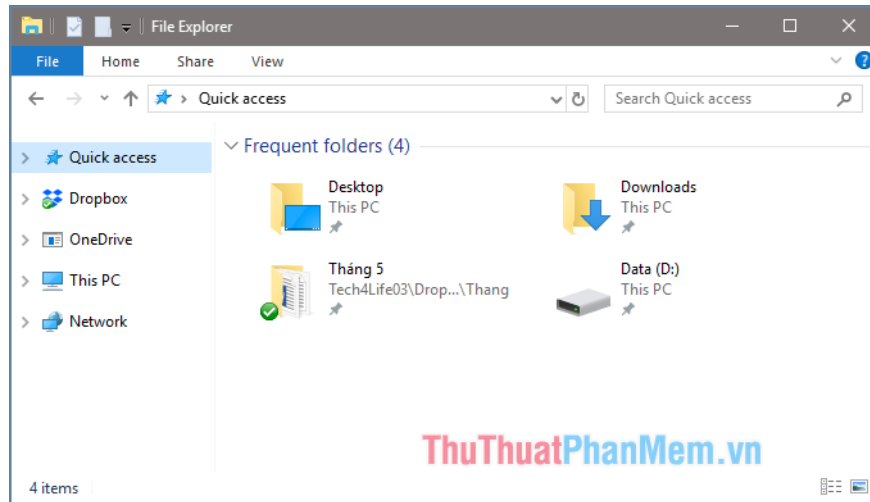 File Explorer
File Home Share View
Quick access
Search Quick access
Quick access
Dropbox
OneDrive
This PC
Network
Frequent folders (4)
Desktop
This PC
Downloads
This PC
Tháng 5
Tech4Life03\Drop...\Thang
Data (D:)
This PC
ThuThuatPhanMem.vn
4 items